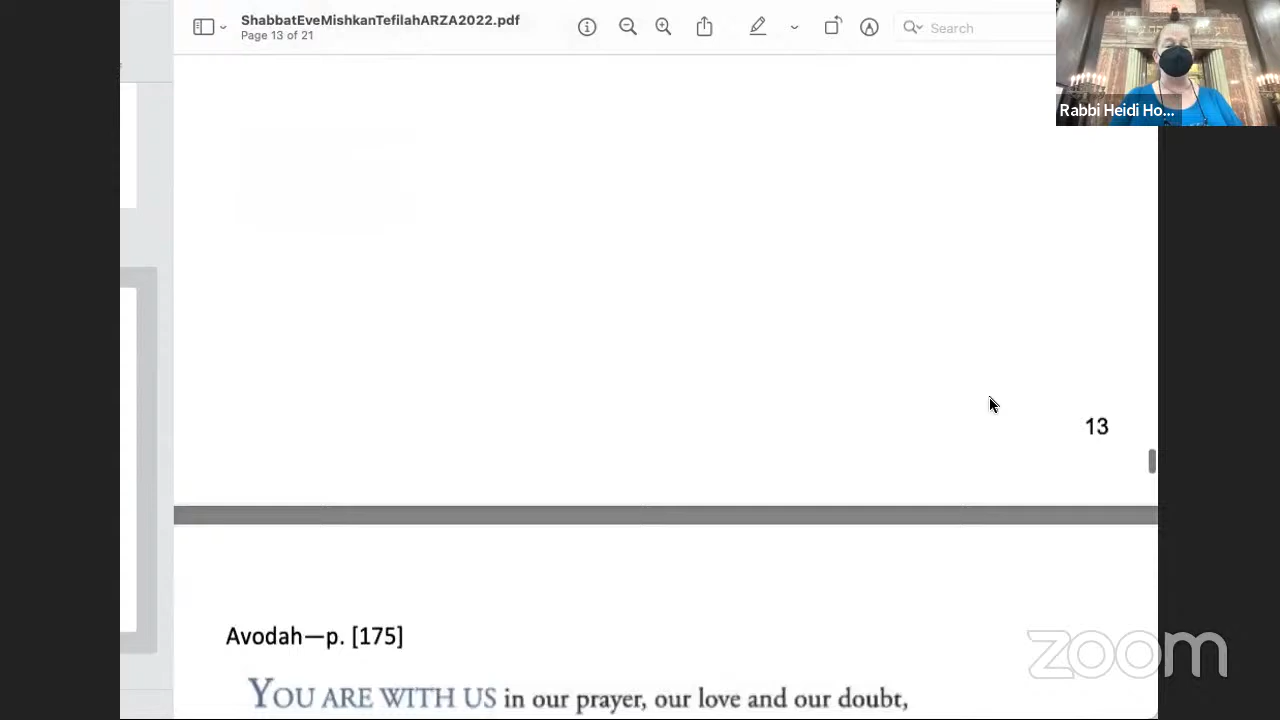 ShabbatEveMishkanTefilahARZA2022.pdf
Page 13 of 21
Search
Rabbi Heidi Ho...
13
Avodah—p. [175]
YOU ARE WITH US in our prayer, our love and our doubt,
zoom